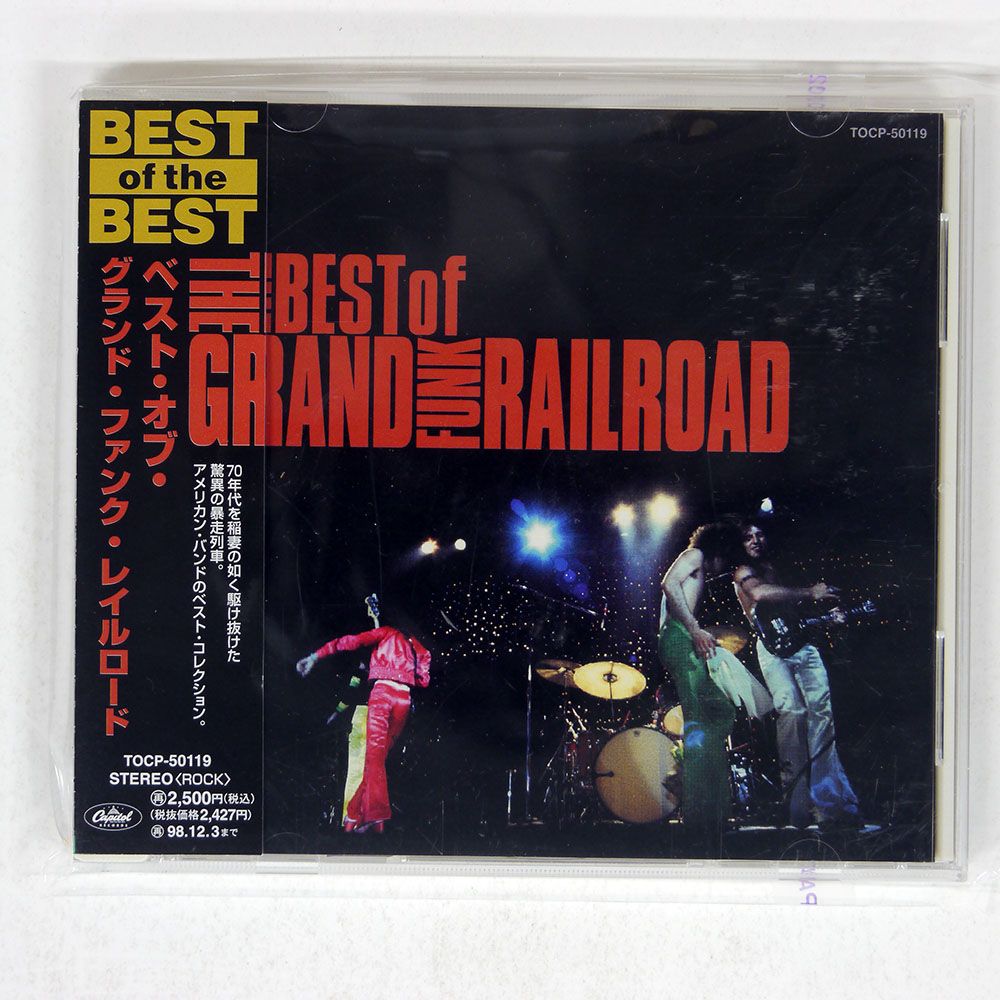 BEST
of the
BEST
ベスト・オブ・
グランド・ファンク・レイルロード
70年代を稲妻の如く駆け抜けた
驚異の暴走列車。
アメリカン・バンドのベスト・コレクション。
TOCP-50119
STEREO〈ROCK〉
再2,500円(税込)
(税抜価格2,427円)
再98.12.3まで
Capitol
RECORDS
TOCP-50119
THE BEST of
GRAND FUNK RAILROAD